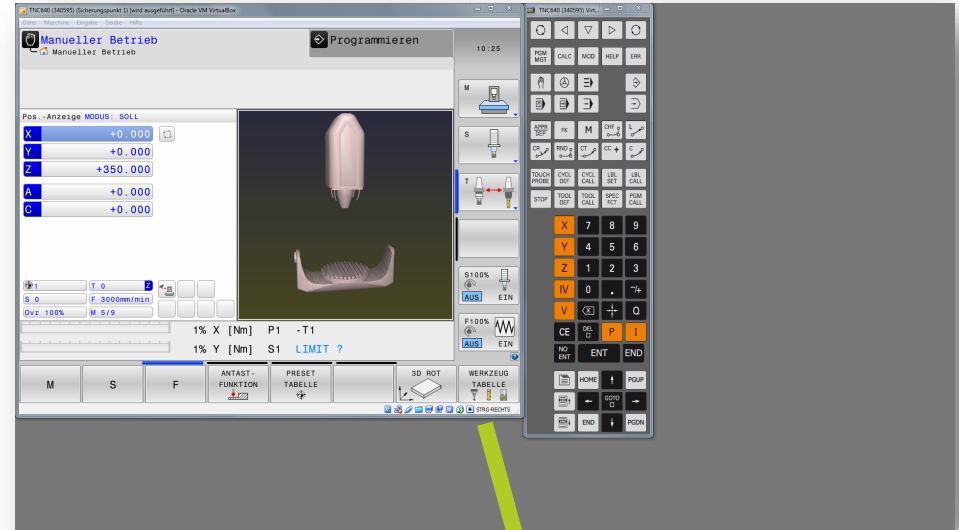 TNC640 (340595) (Sicherungspunkt 1) [wird ausgeführt] - Oracle VM VirtualBox
Datei Maschine Eingabe Geräte Hilfe
Manueller Betrieb
Manueller Betrieb
Programmieren
10:25
Pos.-Anzeige MODUS: SOLL
X +0.000
Y +0.000
Z +350.000
A +0.000
C +0.000
1 T 0 Z
S 0 F 3000mm/min
Ovr 100% M 5/9
1% X [Nm] P1 -T1
1% Y [Nm] S1 LIMIT ?
M
S
T
S100%
AUS EIN
F100%
AUS EIN
M S F ANTAST-
FUNKTION PRESET
TABELLE 3D ROT WERKZEUG
TABELLE
STRG-RECHTS
TNC640 (340595) Virt...
PGM
MGT CALC MOD HELP ERR
APPR
DEP FK M CHF L
CR RND CT CC C
TOUCH
PROBE CYCL
DEF CYCL
CALL LBL
SET LBL
CALL
STOP TOOL
DEF TOOL
CALL SPEC
FCT PGM
CALL
X 7 8 9
Y 4 5 6
Z 1 2 3
IV 0 . -/+
V X Q
CE DEL P I
NO
ENT ENT END
HOME PGUP
GOTO
END PGDN